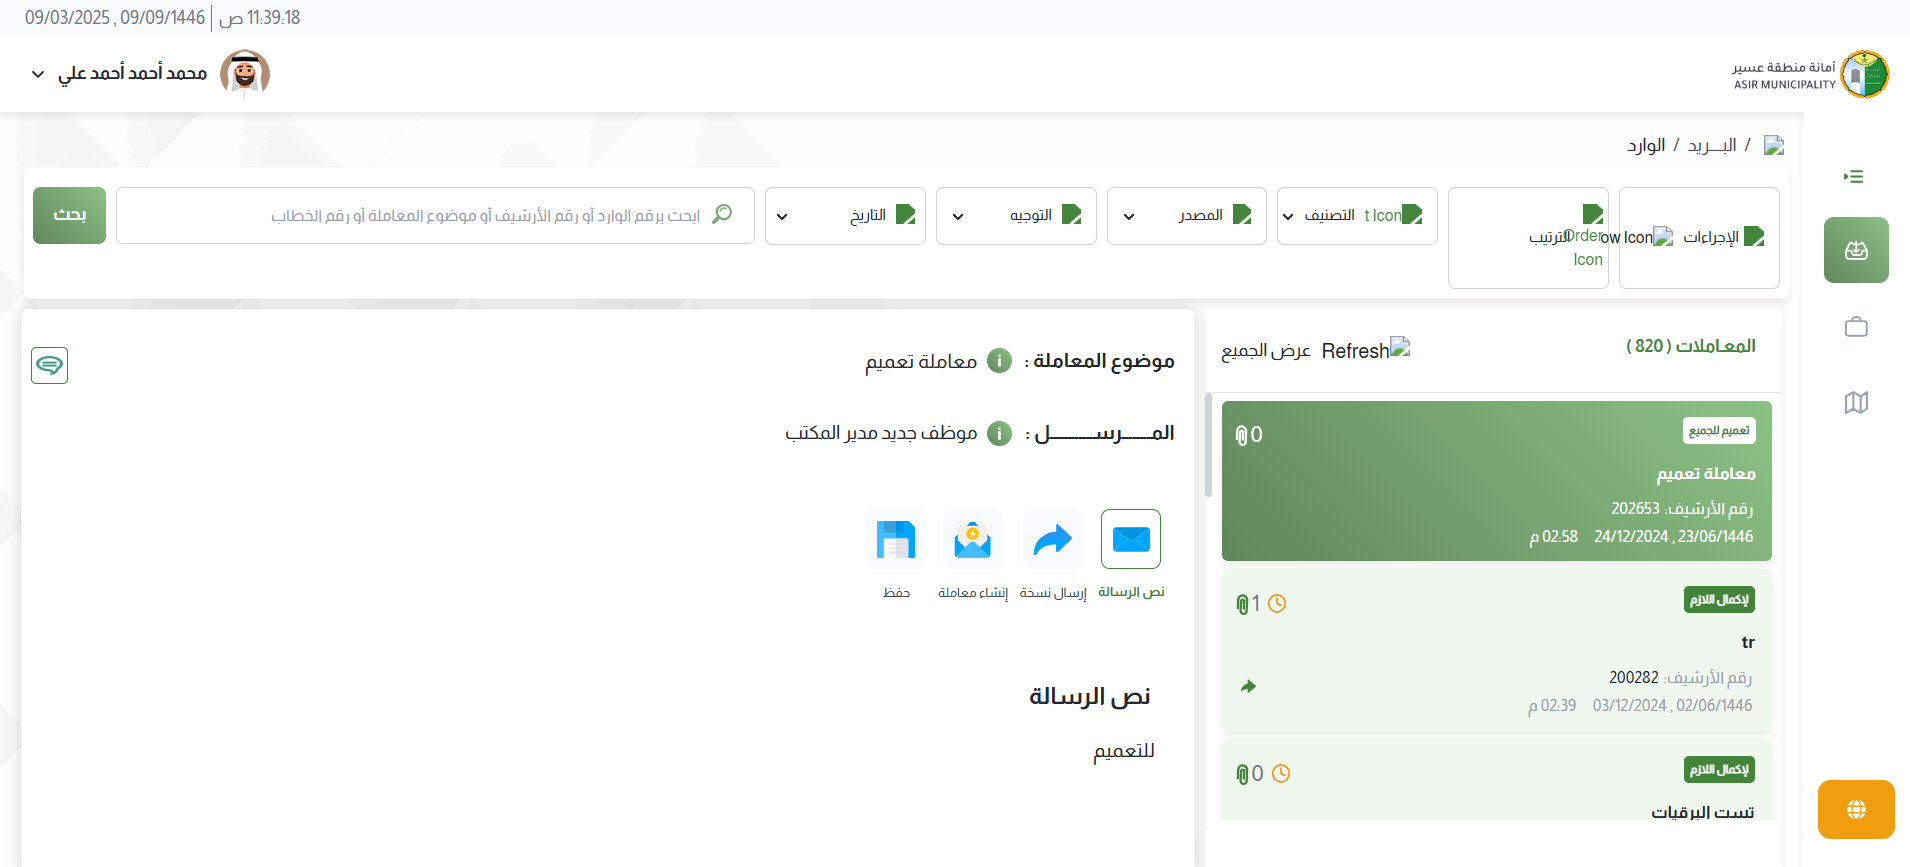 11:39:18 ص | 09/09/1446 , 09/03/2025
أمانة منطقة عسير
ASIR MUNICIPALITY
محمد أحمد أحمد علي
/ البـــريد / الوارد
الإجراءات
ow Icon
Order Icon
الترتيب
t Icon
التصنيف
المصدر
التوجيه
التاريخ
ابحث برقم الوارد أو رقم الأرشيف أو موضوع المعاملة أو رقم الخطاب
بحث
المعـاملات ( 820 )
Refresh
عرض الجميع
تعميم للجميع
0
معاملة تعميم
رقم الأرشيف: 202653
23/06/1446 , 24/12/2024 02:58 م
لإكمال اللازم
1
tr
رقم الأرشيف: 200282
02/06/1446 , 03/12/2024 02:39 م
لإكمال اللازم
0
تست البرقيات
موضوع المعاملة : معاملة تعميم
المــــــرســـــــــل : موظف جديد مدير المكتب
نص الرسالة
إرسال نسخة
إنشاء معاملة
حفظ
نص الرسالة
للتعميم